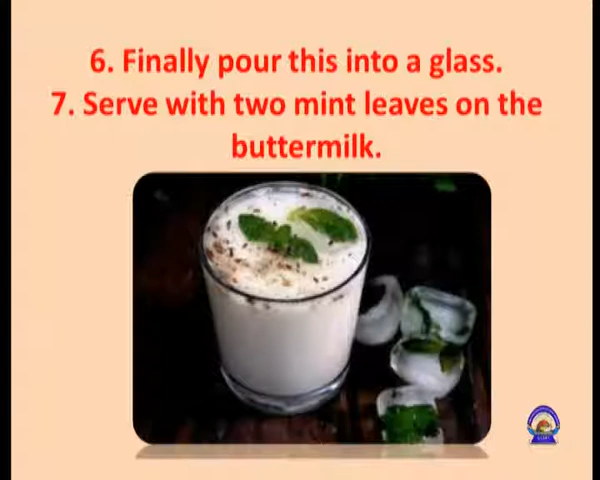 6. Finally pour this into a glass.
7. Serve with two mint leaves on the
buttermilk.